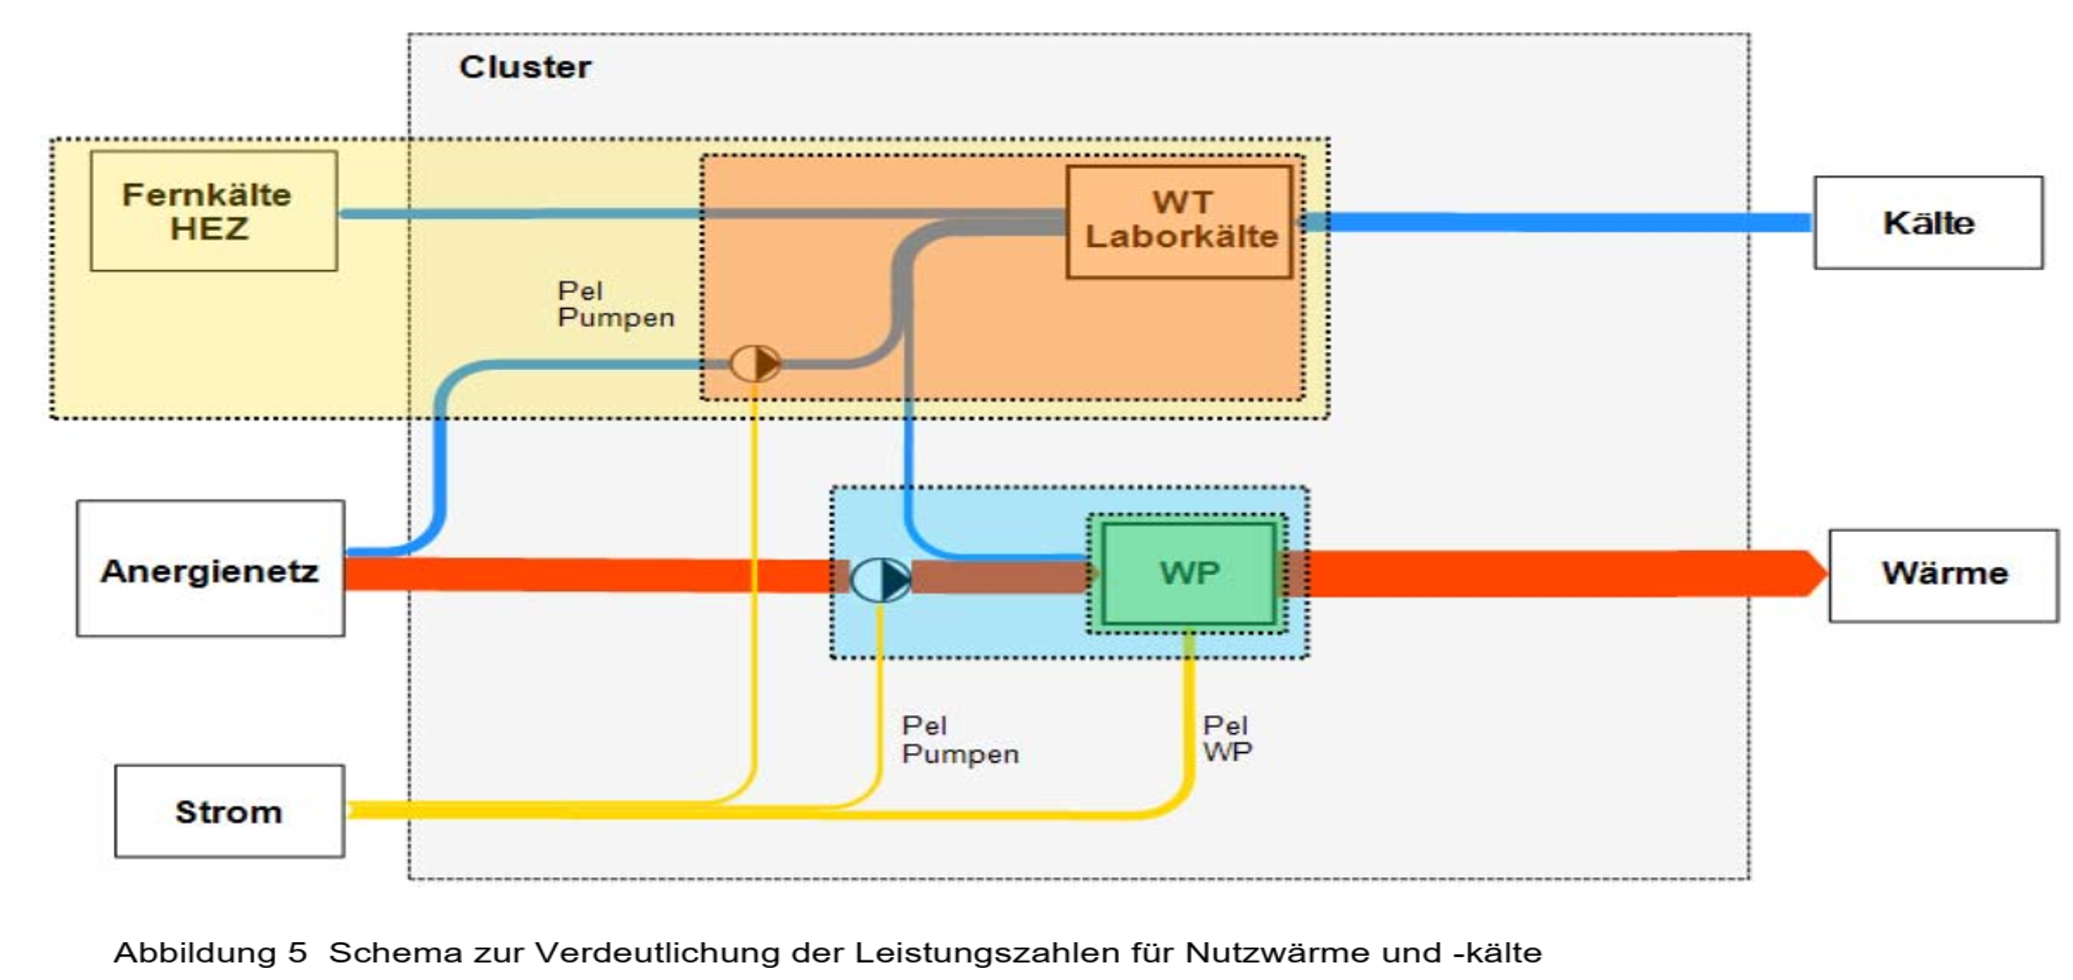 Cluster
Fernkälte
HEZ
WT
Laborkälte
Kälte
Pel
Pumpen
Anergienetz
WP
Wärme
Pel
Pumpen
Pel
WP
Strom
Abbildung 5  Schema zur Verdeutlichung der Leistungszahlen für Nutzwärme und -kälte